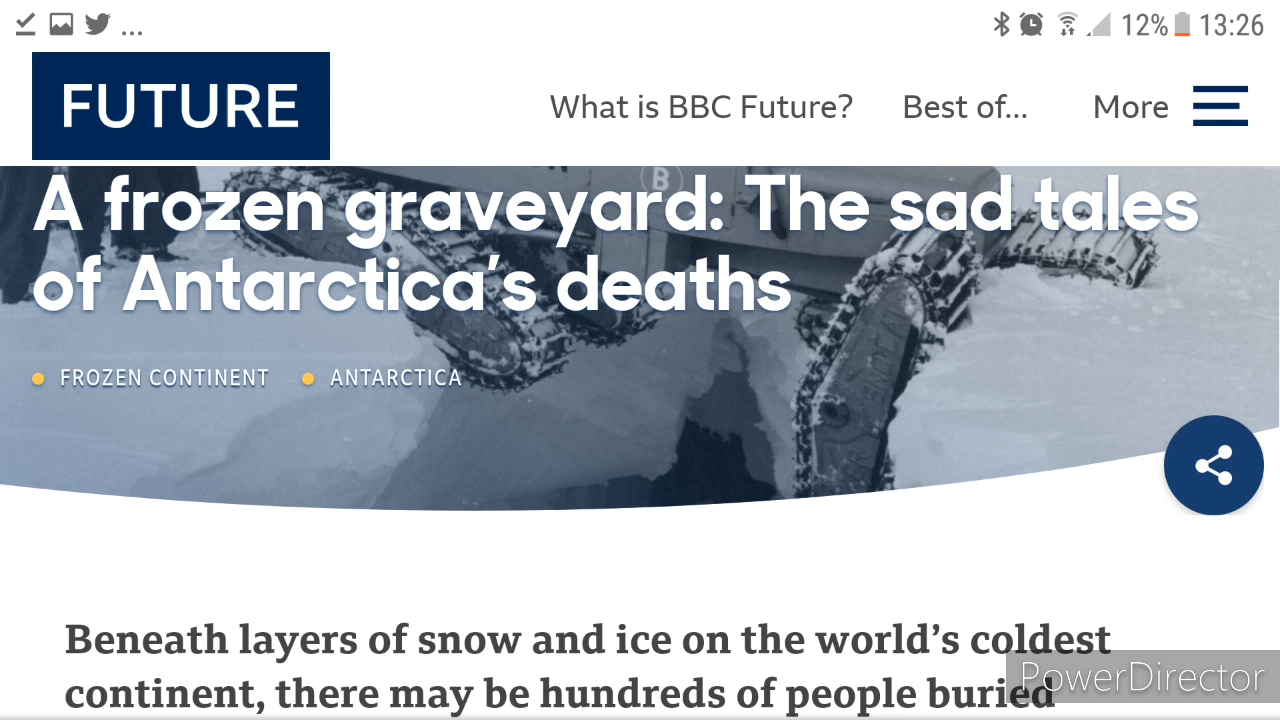 ... 12% 13:26
FUTURE What is BBC Future? Best of... More
B
A frozen graveyard: The sad tales
of Antarctica's deaths
FROZEN CONTINENT ANTARCTICA
Beneath layers of snow and ice on the world's coldest
continent, there may be hundreds of people buried
PowerDirector